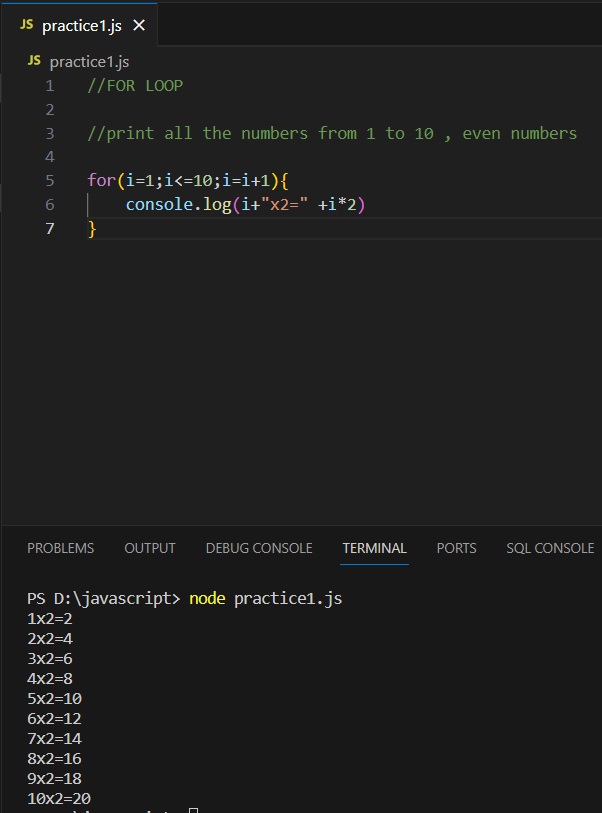 JS practice1.js ×
JS practice1.js
1 //FOR LOOP
2
3 //print all the numbers from 1 to 10 , even numbers
4
5 for(i=1;i<=10;i=i+1){
6 console.log(i+"x2=" +i*2)
7 }
PROBLEMS OUTPUT DEBUG CONSOLE TERMINAL PORTS SQL CONSOLE
PS D:\javascript> node practice1.js
1x2=2
2x2=4
3x2=6
4x2=8
5x2=10
6x2=12
7x2=14
8x2=16
9x2=18
10x2=20